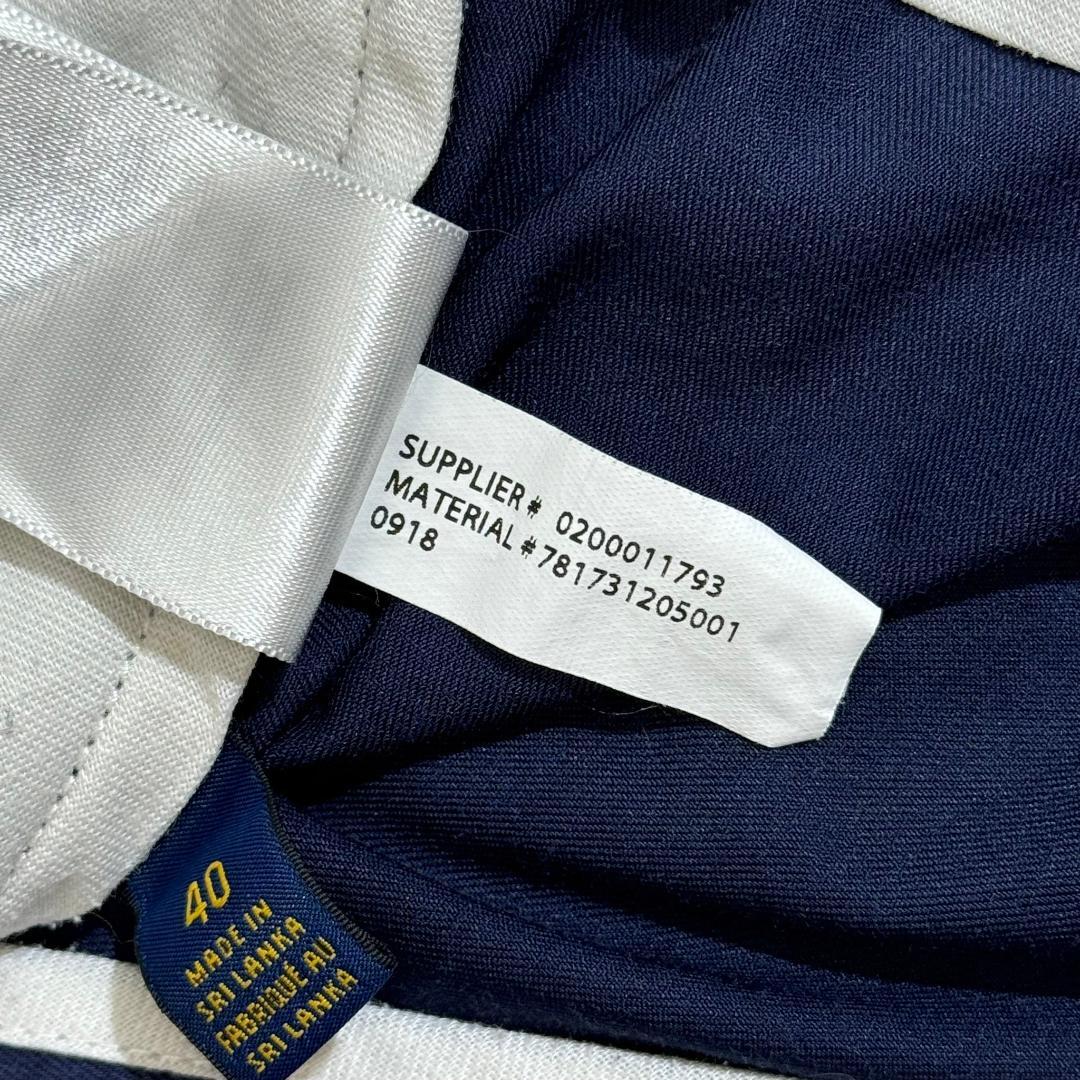 SUPPLIER# 0200011793
MATERIAL#781731205001
0918
40
MADE IN
SRI LANKA
FABRIQUÉ AU
SRI LANKA